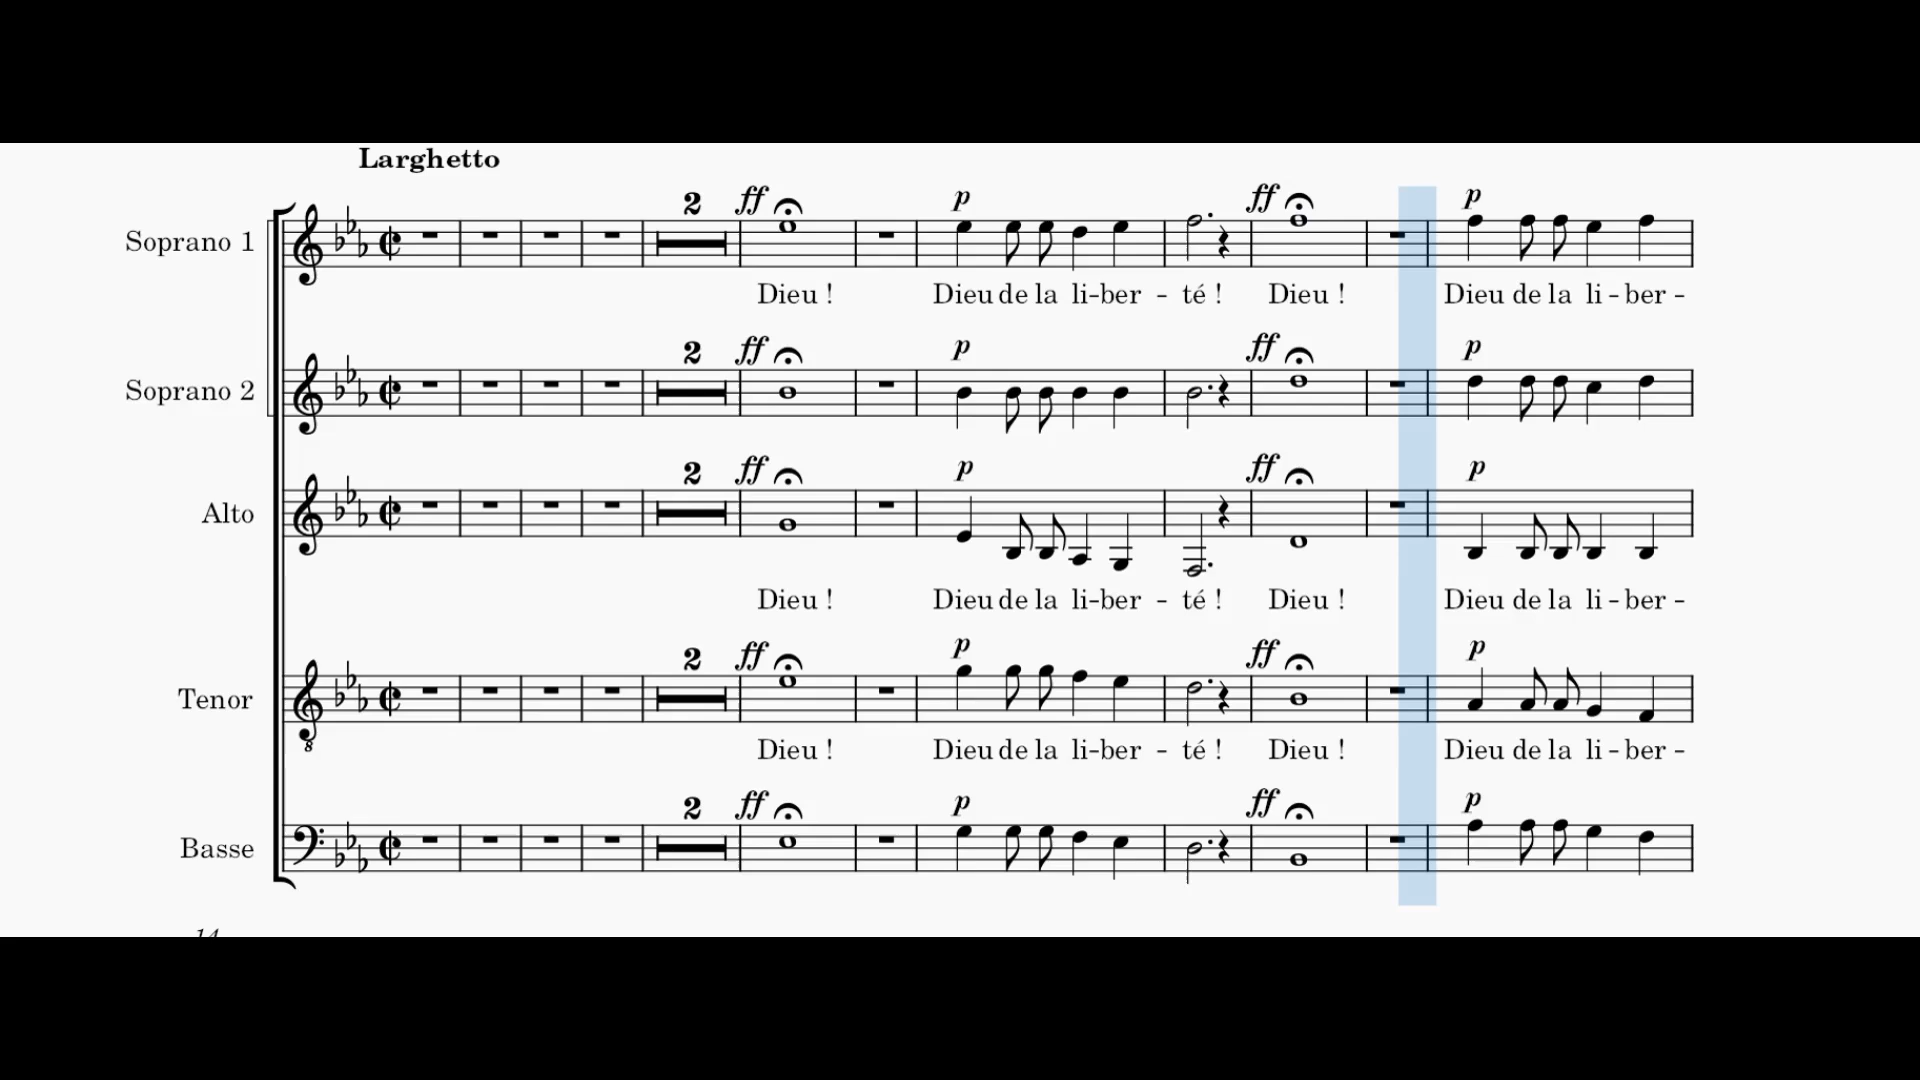 Larghetto
2 ff p ff p
Soprano 1
Dieu ! Dieu de la li-ber - té ! Dieu ! Dieu de la li - ber -
2 ff p ff p
Soprano 2
2 ff p ff p
Alto
Dieu ! Dieu de la li-ber - té ! Dieu ! Dieu de la li - ber -
2 ff p ff p
Tenor
8
Dieu ! Dieu de la li-ber - té ! Dieu ! Dieu de la li - ber -
2 ff p ff p
Basse
14